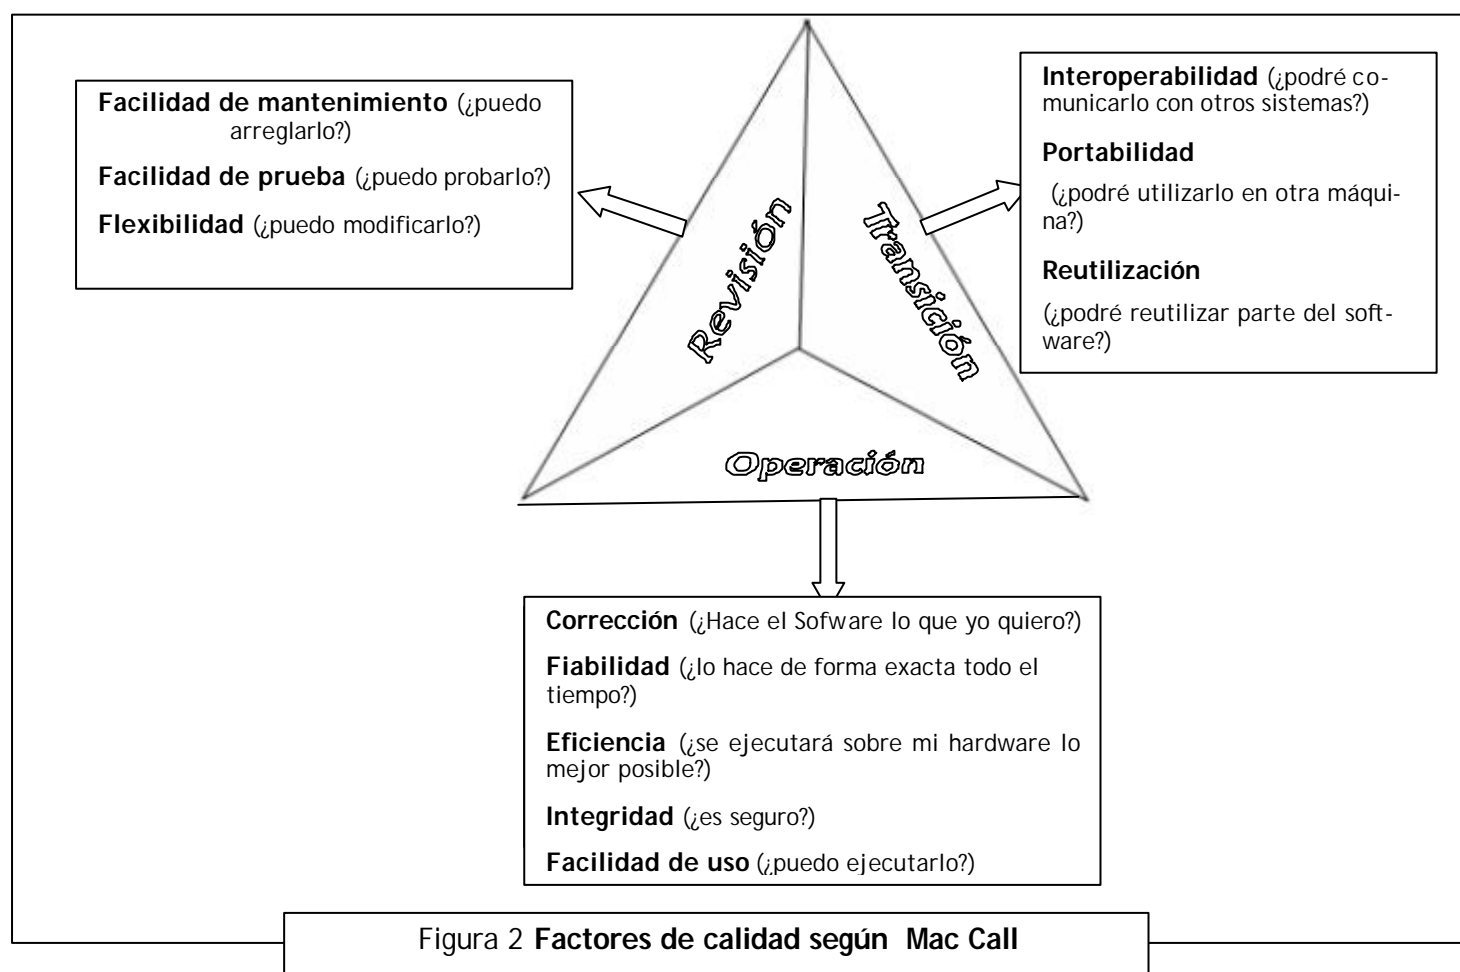 Facilidad de mantenimiento (¿puedo
arreglarlo?)
Facilidad de prueba (¿puedo probarlo?)
Flexibilidad (¿puedo modificarlo?)
Revisión
Transición
Operación
Interoperabilidad (¿podré co-
municarlo con otros sistemas?)
Portabilidad
(¿podré utilizarlo en otra máqui-
na?)
Reutilización
(¿podré reutilizar parte del soft-
ware?)
Corrección (¿Hace el Sofware lo que yo quiero?)
Fiabilidad (¿lo hace de forma exacta todo el
tiempo?)
Eficiencia (¿se ejecutará sobre mi hardware lo
mejor posible?)
Integridad (¿es seguro?)
Facilidad de uso (¿puedo ejecutarlo?)
Figura 2 Factores de calidad según Mac Call